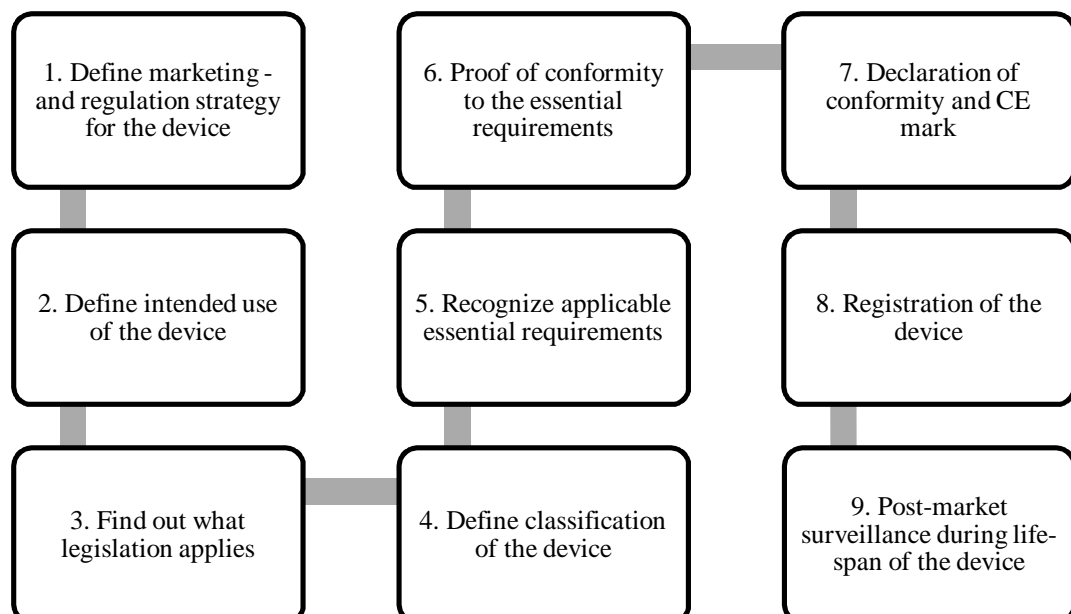 1. Define marketing -
and regulation strategy
for the device
2. Define intended use
of the device
3. Find out what
legislation applies
4. Define classification
of the device
5. Recognize applicable
essential requirements
6. Proof of conformity
to the essential
requirements
7. Declaration of
conformity and CE
mark
8. Registration of the
device
9. Post-market
surveillance during life-
span of the device